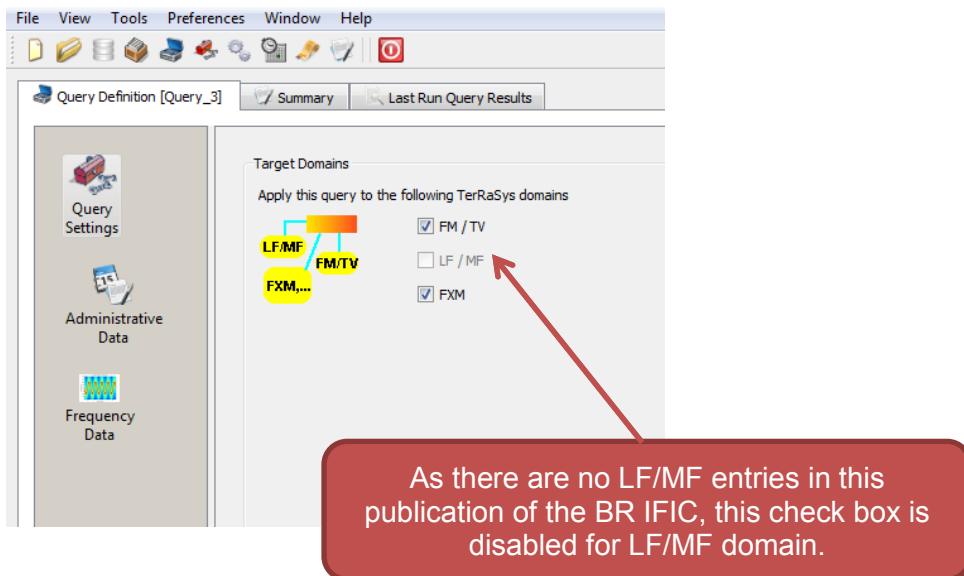 File View Tools Preferences Window Help
Query Definition [Query_3] Summary Last Run Query Results
Query
Settings
Administrative
Data
Frequency
Data
Target Domains
Apply this query to the following TerRaSys domains
LF/MF
FM/TV
FXM,...
FM / TV
LF / MF
FXM
As there are no LF/MF entries in this
publication of the BR IFIC, this check box is
disabled for LF/MF domain.